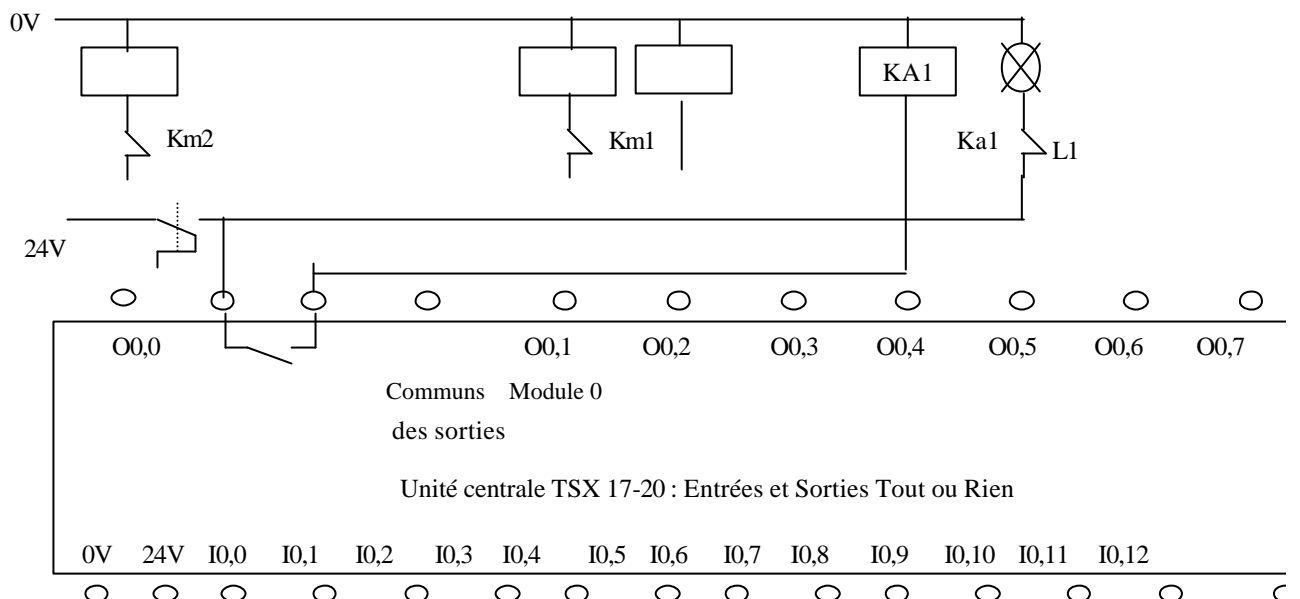 0V
KA1
Km2
Km1
Ka1
L1
24V
O0,0
O0,1
O0,2
O0,3
O0,4
O0,5
O0,6
O0,7
Communs Module 0
des sorties
Unité centrale TSX 17-20 : Entrées et Sorties Tout ou Rien
0V 24V I0,0 I0,1 I0,2 I0,3 I0,4 I0,5 I0,6 I0,7 I0,8 I0,9 I0,10 I0,11 I0,12